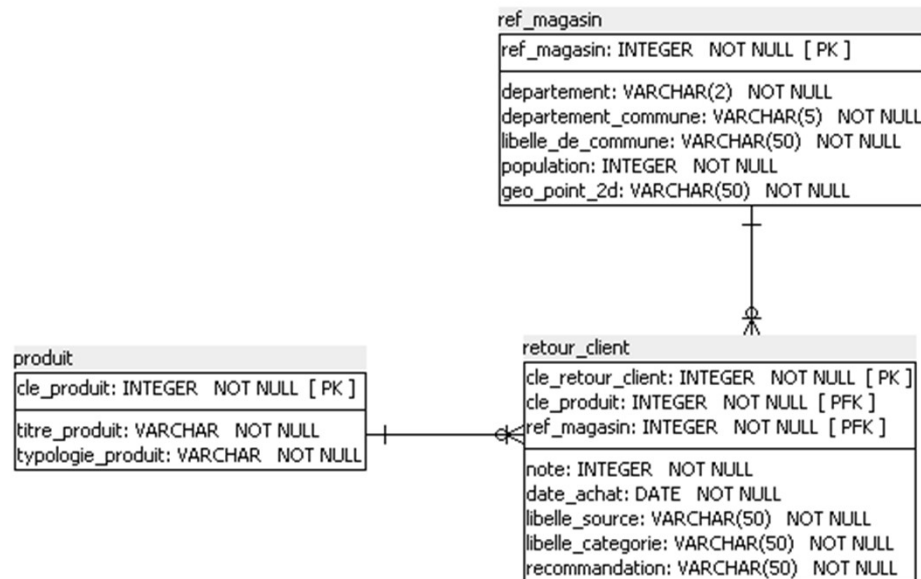 ref_magasin
ref_magasin: INTEGER NOT NULL [ PK ]
departement: VARCHAR(2) NOT NULL
departement_commune: VARCHAR(5) NOT NULL
libelle_de_commune: VARCHAR(50) NOT NULL
population: INTEGER NOT NULL
geo_point_2d: VARCHAR(50) NOT NULL
produit
cle_produit: INTEGER NOT NULL [ PK ]
titre_produit: VARCHAR NOT NULL
typologie_produit: VARCHAR NOT NULL
retour_client
cle_retour_client: INTEGER NOT NULL [ PK ]
cle_produit: INTEGER NOT NULL [ PFK ]
ref_magasin: INTEGER NOT NULL [ PFK ]
note: INTEGER NOT NULL
date_achat: DATE NOT NULL
libelle_source: VARCHAR(50) NOT NULL
libelle_categorie: VARCHAR(50) NOT NULL
recommandation: VARCHAR(50) NOT NULL